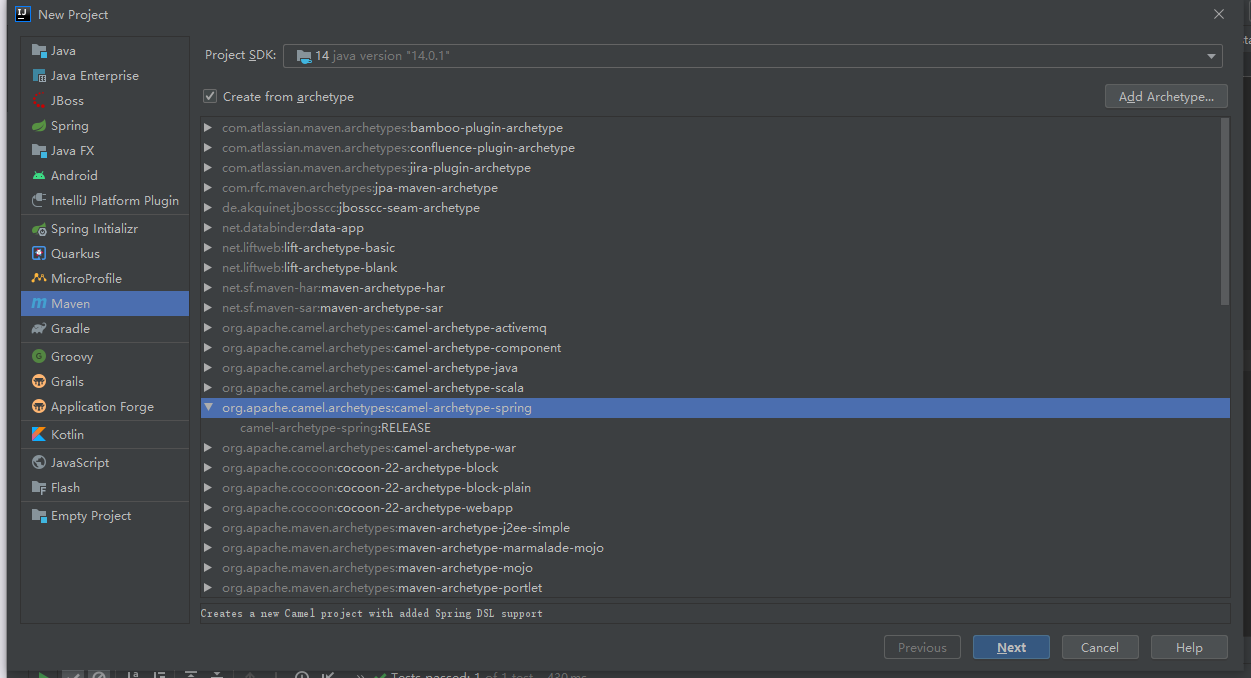 New Project
Java
Java Enterprise
JBoss
Spring
Java FX
Android
IntelliJ Platform Plugin
Spring Initializr
Quarkus
MicroProfile
Maven
Gradle
Groovy
Grails
Application Forge
Kotlin
JavaScript
Flash
Empty Project
Project SDK: 14 java version "14.0.1"
Create from archetype
Add Archetype...
com.atlassian.maven.archetypes:bamboo-plugin-archetype
com.atlassian.maven.archetypes:confluence-plugin-archetype
com.atlassian.maven.archetypes:jira-plugin-archetype
com.rfc.maven.archetypes:jpa-maven-archetype
de.akquinet.jbosscc:jbosscc-seam-archetype
net.databinder:data-app
net.liftweb:lift-archetype-basic
net.liftweb:lift-archetype-blank
net.sf.maven-har:maven-archetype-har
net.sf.maven-sar:maven-archetype-sar
org.apache.camel.archetypes:camel-archetype-activemq
org.apache.camel.archetypes:camel-archetype-component
org.apache.camel.archetypes:camel-archetype-java
org.apache.camel.archetypes:camel-archetype-scala
org.apache.camel.archetypes:camel-archetype-spring
camel-archetype-spring:RELEASE
org.apache.camel.archetypes:camel-archetype-war
org.apache.cocoon:cocoon-22-archetype-block
org.apache.cocoon:cocoon-22-archetype-block-plain
org.apache.cocoon:cocoon-22-archetype-webapp
org.apache.maven.archetypes:maven-archetype-j2ee-simple
org.apache.maven.archetypes:maven-archetype-marmalade-mojo
org.apache.maven.archetypes:maven-archetype-mojo
org.apache.maven.archetypes:maven-archetype-portlet
Creates a new Camel project with added Spring DSL support
Previous
Next
Cancel
Help
Tests passed: 1 of 1 test – 430 ms